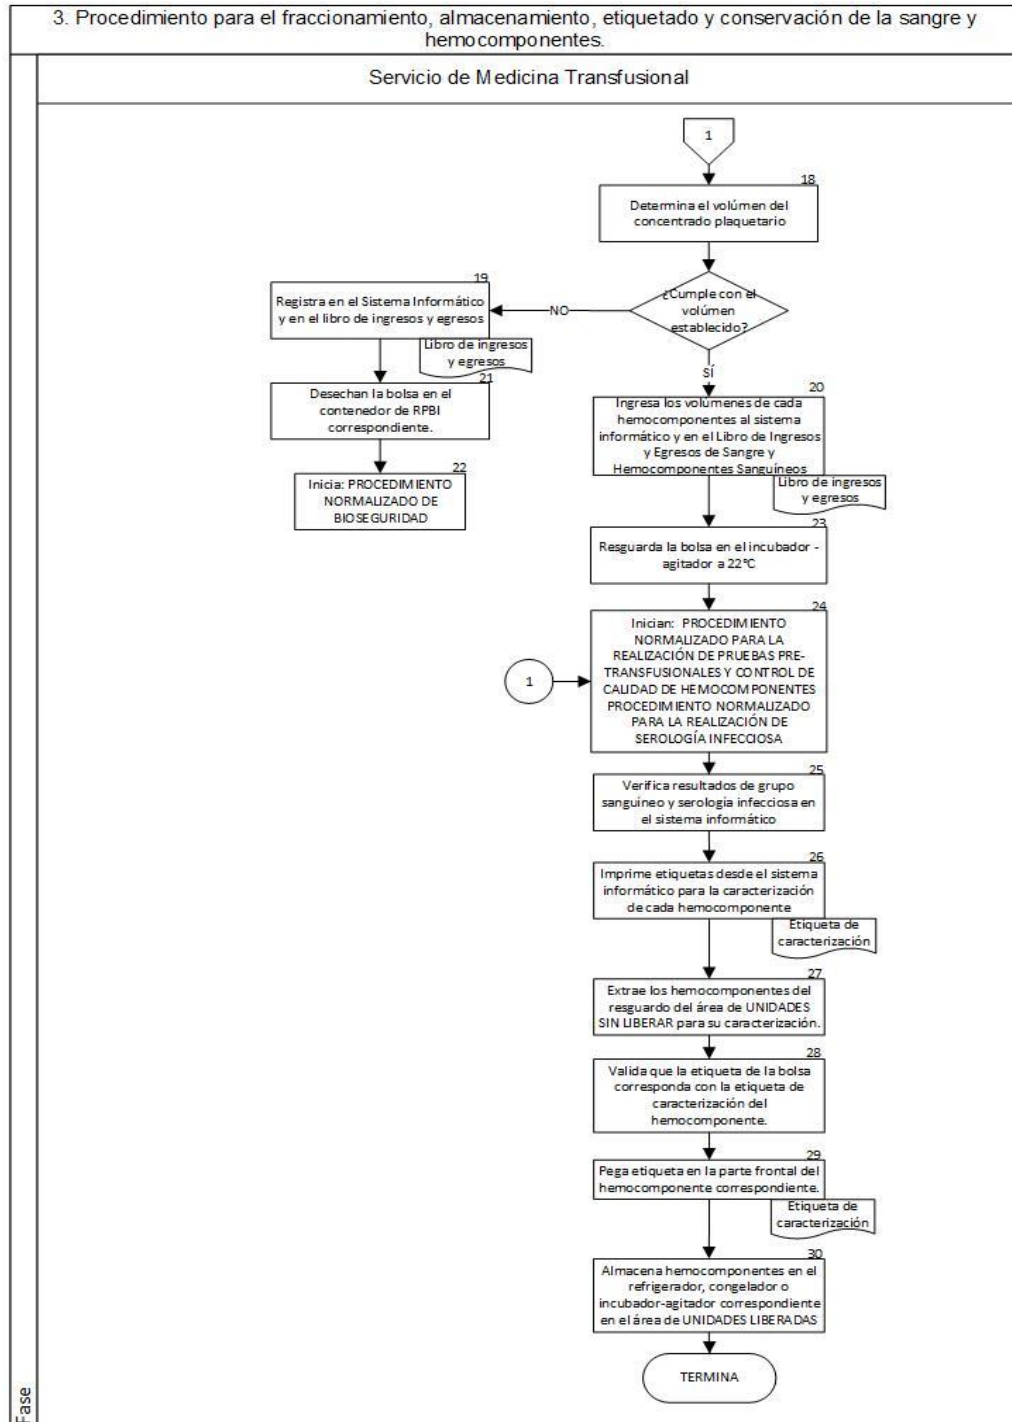 3. Procedimiento para el fraccionamiento, almacenamiento, etiquetado y conservación de la sangre y
hemocomponentes.
Servicio de Medicina Transfusional
1
18
Determina el volúmen del
concentrado plaquetario
¿Cumple con el
volúmen
establecido?
NO
19
Registra en el Sistema Informático
y en el libro de ingresos y egresos
Libro de ingresos
y egresos
21
Desechan la bolsa en el
contenedor de RPBI
correspondiente.
22
Inicia: PROCEDIMIENTO
NORMALIZADO DE
BIOSEGURIDAD
SÍ
20
Ingresa los volúmenes de cada
hemocomponentes al sistema
informático y en el Libro de Ingresos
y Egresos de Sangre y
Hemocomponentes Sanguíneos
Libro de ingresos
y egresos
23
Resguarda la bolsa en el incubador -
agitador a 22°C
24
Inician: PROCEDIMIENTO
NORMALIZADO PARA LA
REALIZACIÓN DE PRUEBAS PRE-
TRANSFUSIONALES Y CONTROL DE
CALIDAD DE HEMOCOMPONENTES
PROCEDIMIENTO NORMALIZADO
PARA LA REALIZACIÓN DE
SEROLOGÍA INFECCIOSA
1
25
Verifica resultados de grupo
sanguíneo y serología infecciosa en
el sistema informático
26
Imprime etiquetas desde el sistema
informático para la caracterización
de cada hemocomponente
Etiqueta de
caracterización
27
Extrae los hemocomponentes del
resguardo del área de UNIDADES
SIN LIBERAR para su caracterización.
28
Valida que la etiqueta de la bolsa
corresponda con la etiqueta de
caracterización del
hemocomponente.
29
Pega etiqueta en la parte frontal del
hemocomponente correspondiente.
Etiqueta de
caracterización
30
Almacena hemocomponentes en el
refrigerador, congelador o
incubador-agitador correspondiente
en el área de UNIDADES LIBERADAS
TERMINA
Fase